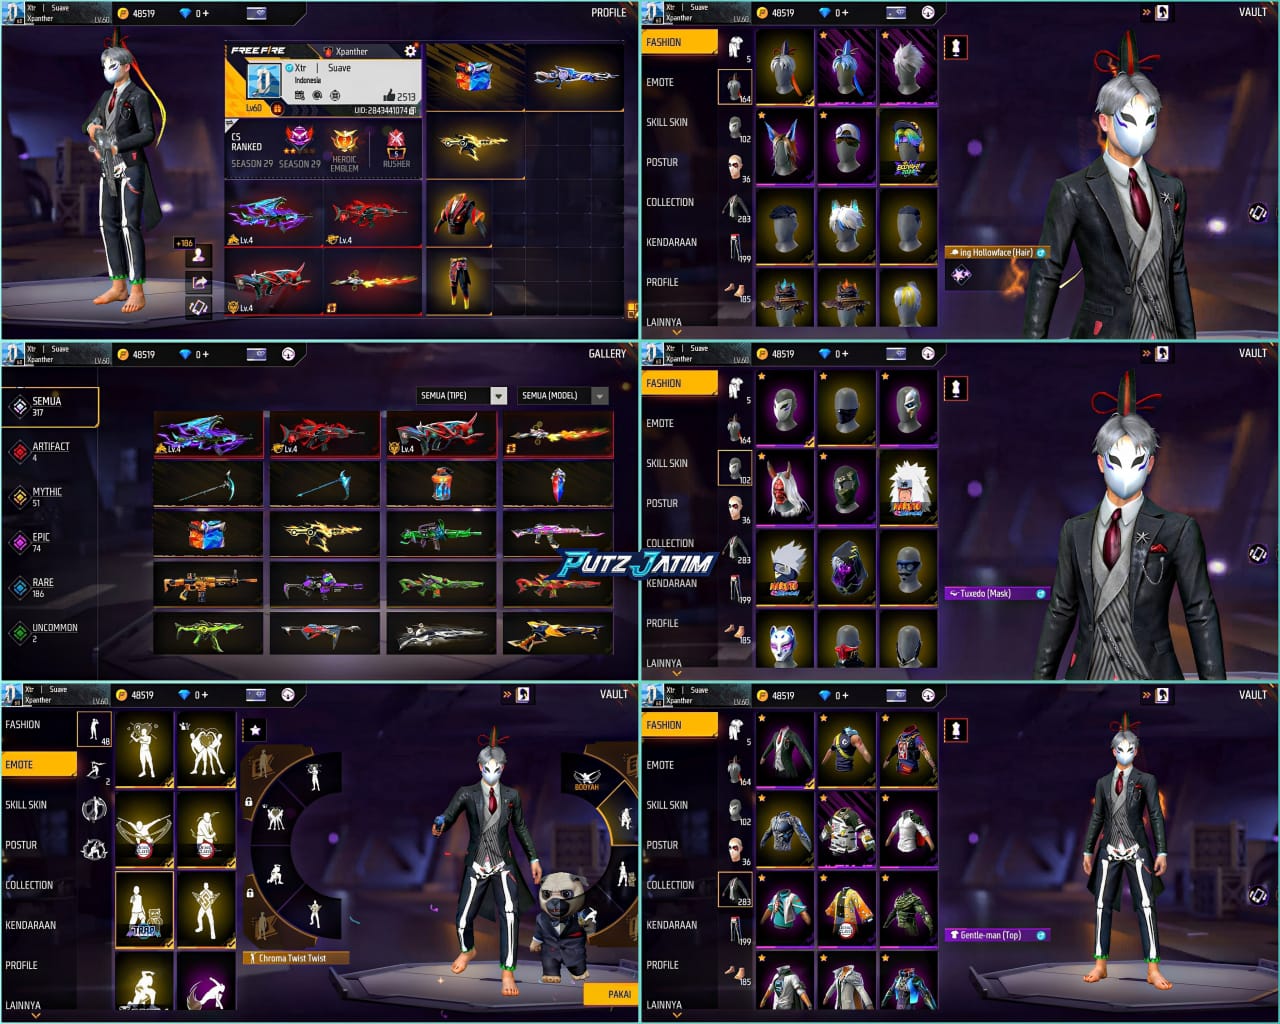 Xtr | Suave
Xpanther
LV.60
48519
0+
PROFILE
FREE FIRE
Xpanther
Xtr | Suave
Indonesia
2513
Lv60
UID: 2843441074
CS
RANKED
SEASON 29
SEASON 29
HEROIC
EMBLEM
5
RUSHER
Lv.4
Lv.4
Lv.4
+186
Xtr | Suave
Xpanther
LV.60
48519
0+
VAULT
FASHION
EMOTE
SKILL SKIN
POSTUR
COLLECTION
KENDARAAN
PROFILE
LAINNYA
5
164
102
36
283
199
185
BOOYAH!
ing Hollowface (Hair)
Xtr | Suave
Xpanther
LV.60
48519
0+
GALLERY
SEMUA
317
ARTIFACT
4
MYTHIC
51
EPIC
74
RARE
186
UNCOMMON
2
SEMUA (TIPE)
SEMUA (MODEL)
Lv.4
Lv.4
Lv.4
PUTZ JATIM
Xtr | Suave
Xpanther
LV.60
48519
0+
VAULT
FASHION
EMOTE
SKILL SKIN
POSTUR
COLLECTION
KENDARAAN
PROFILE
LAINNYA
5
164
102
36
283
199
185
NARUTO
NARUTO
Tuxedo (Mask)
Xtr | Suave
Xpanther
LV.60
48519
0+
VAULT
FASHION
EMOTE
SKILL SKIN
POSTUR
COLLECTION
KENDARAAN
PROFILE
LAINNYA
48
2
TRAP
BOOYAH
Chroma Twist Twist
PAKAI
Xtr | Suave
Xpanther
LV.60
48519
0+
VAULT
FASHION
EMOTE
SKILL SKIN
POSTUR
COLLECTION
KENDARAAN
PROFILE
LAINNYA
5
164
102
36
283
199
185
Gentle-man (Top)